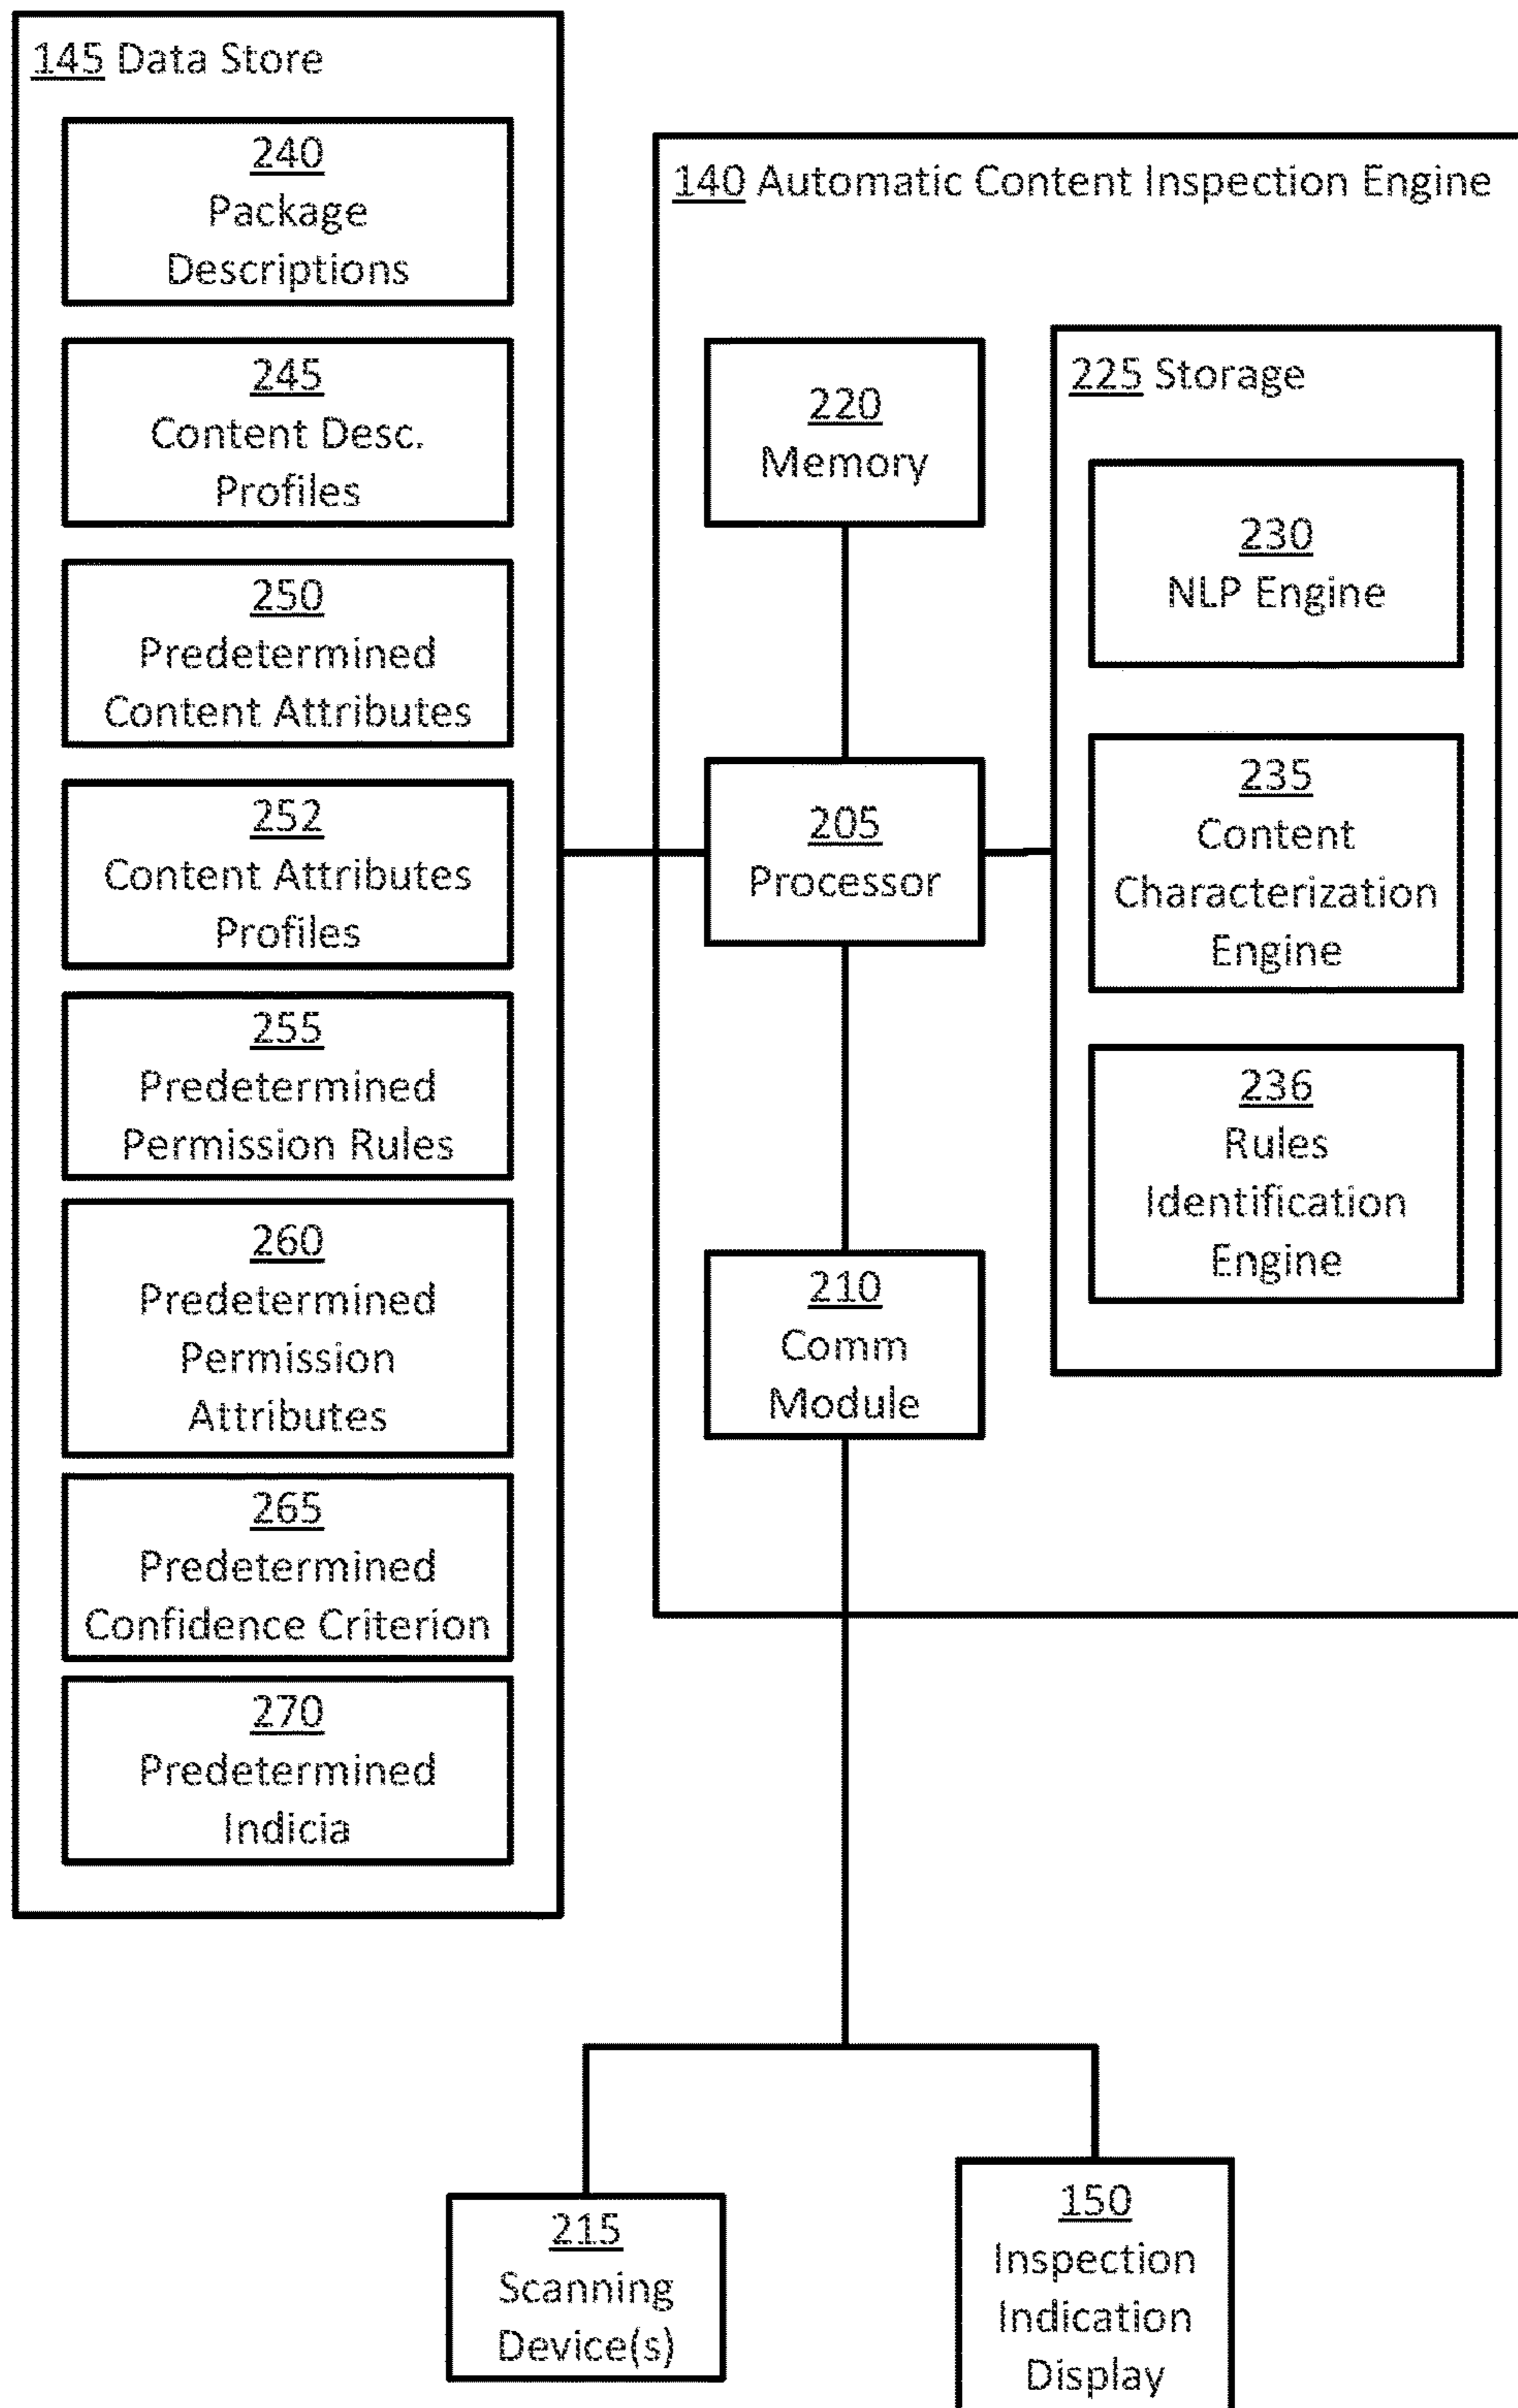 145 Data Store
240
Package
Descriptions
245
Content Desc.
Profiles
250
Predetermined
Content Attributes
252
Content Attributes
Profiles
255
Predetermined
Permission Rules
260
Predetermined
Permission
Attributes
265
Predetermined
Confidence Criterion
270
Predetermined
Indicia
140 Automatic Content Inspection Engine
220
Memory
205
Processor
210
Comm
Module
225 Storage
230
NLP Engine
235
Content
Characterization
Engine
236
Rules
Identification
Engine
215
Scanning
Device(s)
150
Inspection
Indication
Display